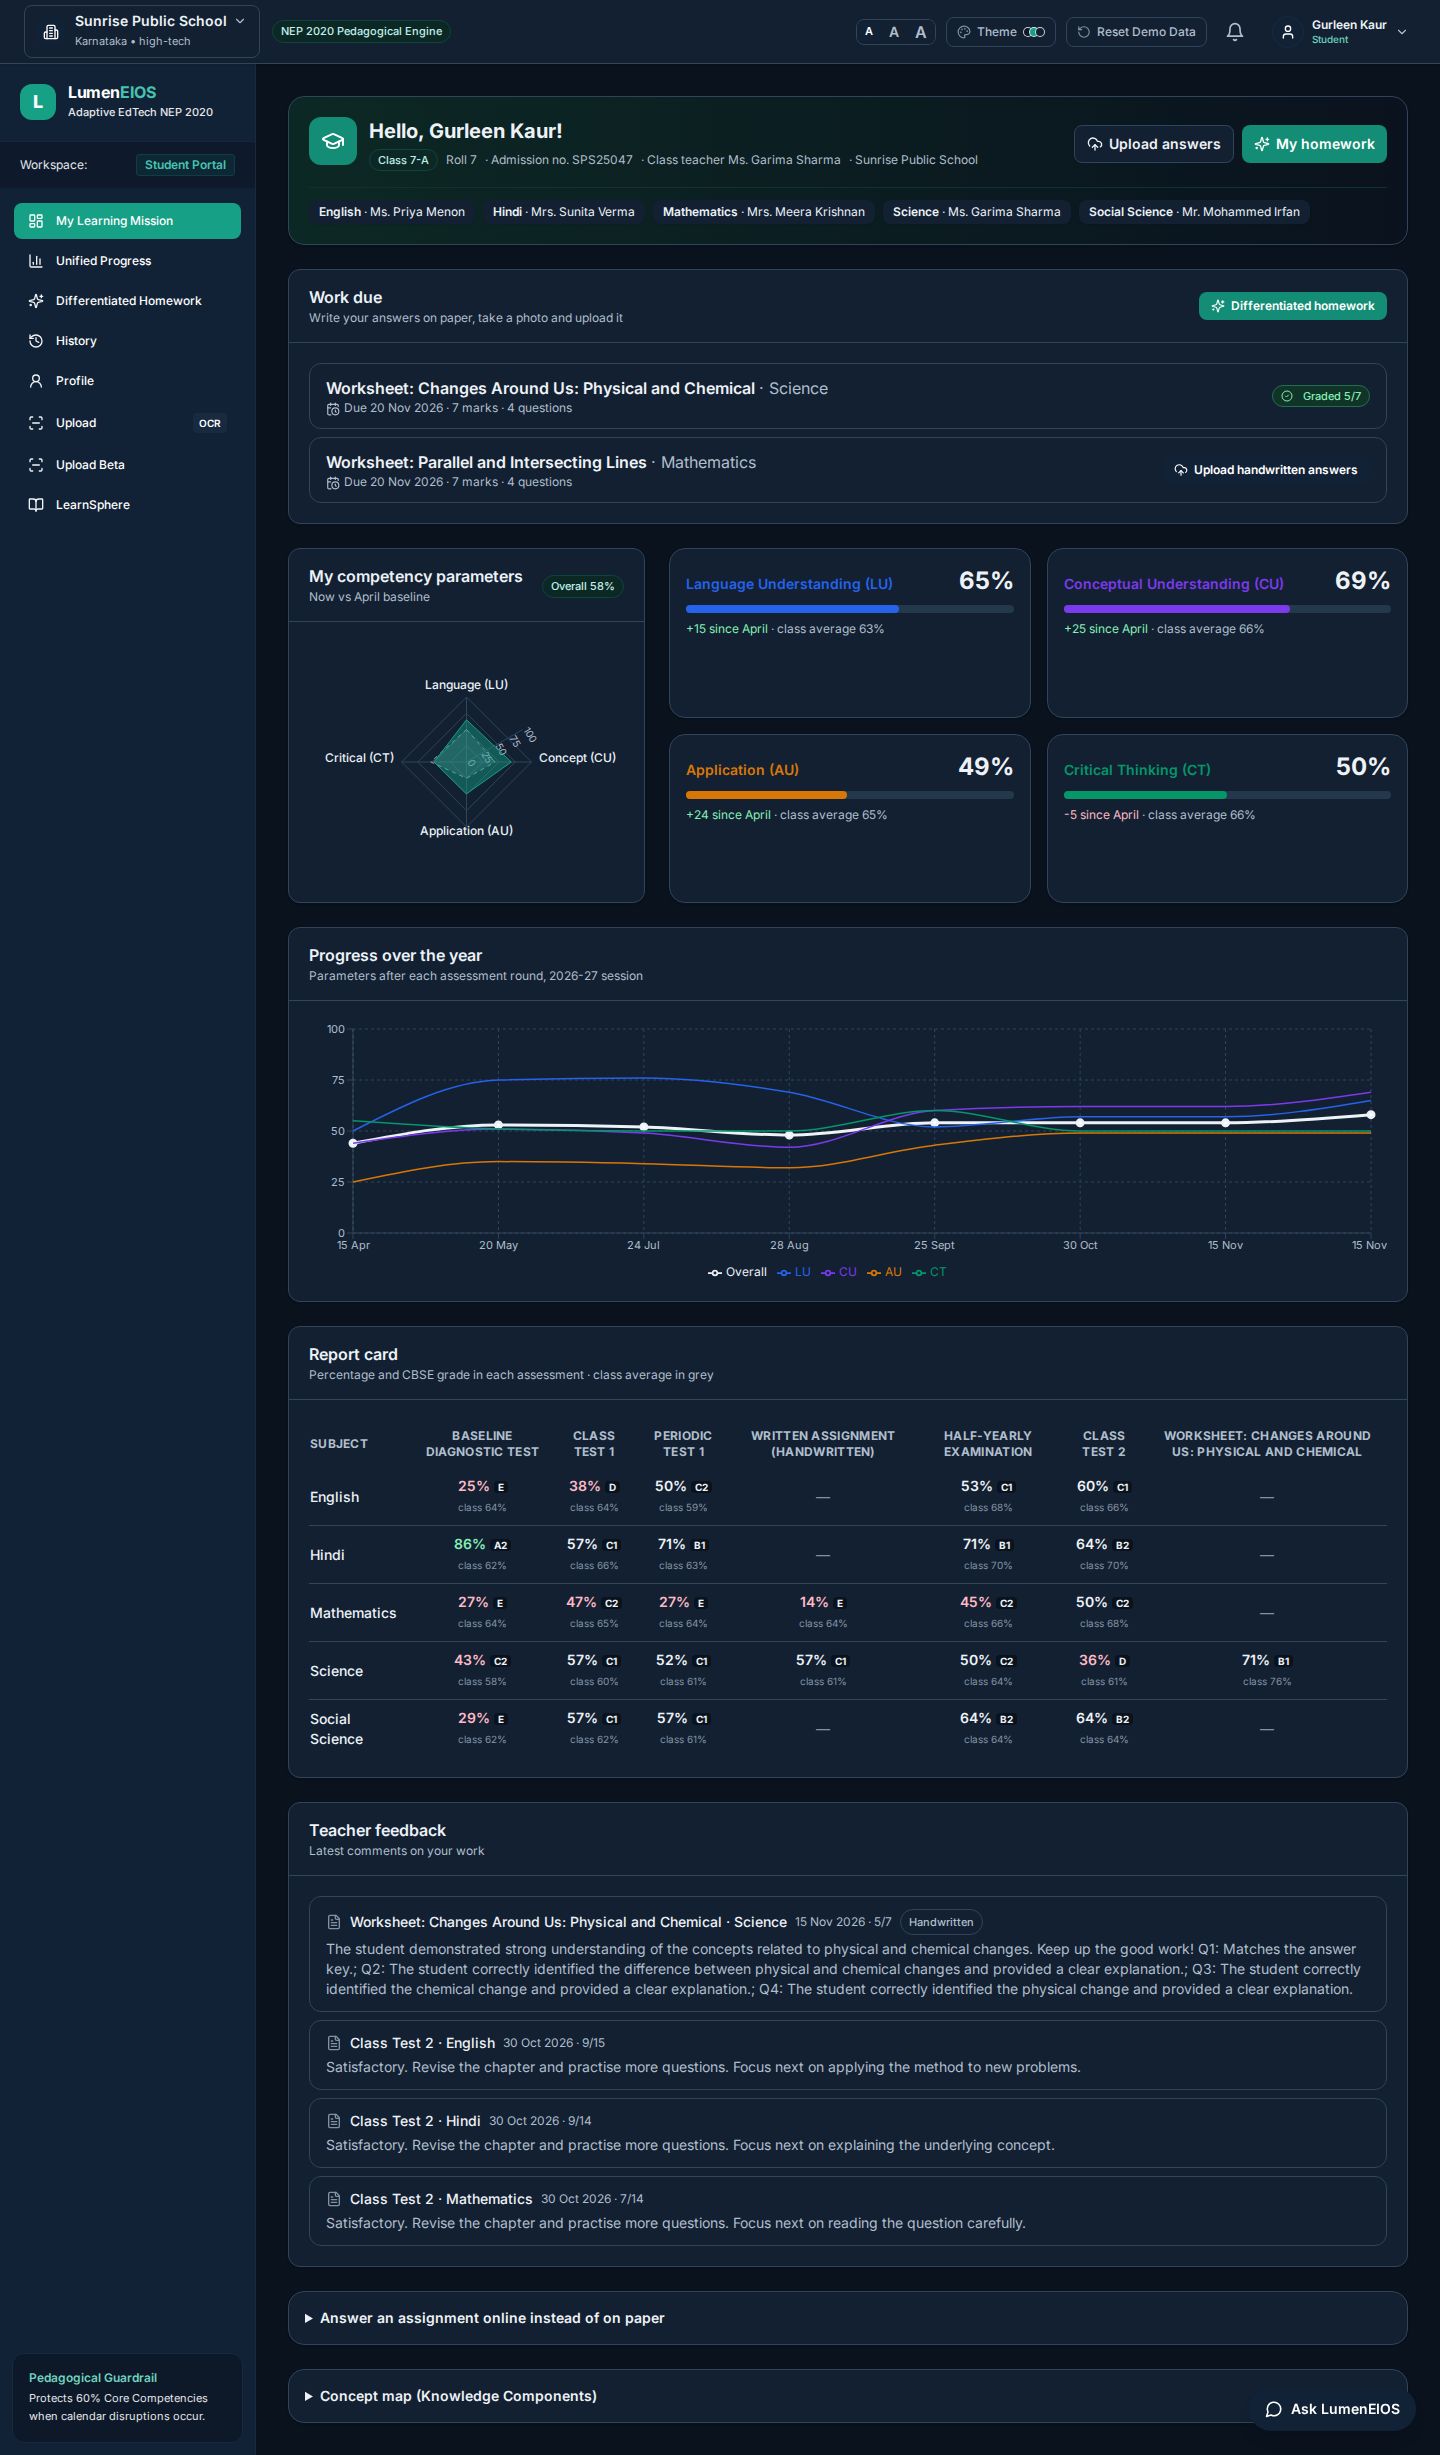 Sunrise Public School
Karnataka • high-tech
NEP 2020 Pedagogical Engine
A A A
Theme
Reset Demo Data
Gurleen Kaur
Student
L
LumenEIOS
Adaptive EdTech NEP 2020
Workspace:
Student Portal
My Learning Mission
Unified Progress
Differentiated Homework
History
Profile
Upload
OCR
Upload Beta
LearnSphere
Pedagogical Guardrail
Protects 60% Core Competencies
when calendar disruptions occur.
Hello, Gurleen Kaur!
Class 7-A Roll 7 · Admission no. SPS25047 · Class teacher Ms. Garima Sharma · Sunrise Public School
Upload answers
My homework
English · Ms. Priya Menon
Hindi · Mrs. Sunita Verma
Mathematics · Mrs. Meera Krishnan
Science · Ms. Garima Sharma
Social Science · Mr. Mohammed Irfan
Work due
Write your answers on paper, take a photo and upload it
Differentiated homework
Worksheet: Changes Around Us: Physical and Chemical · Science
Due 20 Nov 2026 · 7 marks · 4 questions
Graded 5/7
Worksheet: Parallel and Intersecting Lines · Mathematics
Due 20 Nov 2026 · 7 marks · 4 questions
Upload handwritten answers
My competency parameters
Now vs April baseline
Overall 58%
Language (LU)
Critical (CT)
Concept (CU)
Application (AU)
0 25 50 75 100
Language Understanding (LU) 65%
+15 since April · class average 63%
Conceptual Understanding (CU) 69%
+25 since April · class average 66%
Application (AU) 49%
+24 since April · class average 65%
Critical Thinking (CT) 50%
-5 since April · class average 66%
Progress over the year
Parameters after each assessment round, 2026-27 session
100
75
50
25
0
15 Apr 20 May 24 Jul 28 Aug 25 Sept 30 Oct 15 Nov 15 Nov
Overall LU CU AU CT
Report card
Percentage and CBSE grade in each assessment · class average in grey
SUBJECT
BASELINE DIAGNOSTIC TEST
CLASS TEST 1
PERIODIC TEST 1
WRITTEN ASSIGNMENT (HANDWRITTEN)
HALF-YEARLY EXAMINATION
CLASS TEST 2
WORKSHEET: CHANGES AROUND US: PHYSICAL AND CHEMICAL
English
25% E 38% D 50% C2 — 53% C1 60% C1 —
class 64% class 64% class 59% class 68% class 66%
Hindi
86% A2 57% C1 71% B1 — 71% B1 64% B2 —
class 62% class 66% class 63% class 70% class 70%
Mathematics
27% E 47% C2 27% E 14% E 45% C2 50% C2 —
class 64% class 65% class 64% class 64% class 66% class 68%
Science
43% C2 57% C1 52% C1 57% C1 50% C2 36% D 71% B1
class 58% class 60% class 61% class 61% class 64% class 61% class 76%
Social Science
29% E 57% C1 57% C1 — 64% B2 64% B2 —
class 62% class 62% class 61% class 64% class 64%
Teacher feedback
Latest comments on your work
Worksheet: Changes Around Us: Physical and Chemical · Science 15 Nov 2026 · 5/7 Handwritten
The student demonstrated strong understanding of the concepts related to physical and chemical changes. Keep up the good work! Q1: Matches the answer
key.; Q2: The student correctly identified the difference between physical and chemical changes and provided a clear explanation.; Q3: The student correctly
identified the chemical change and provided a clear explanation.; Q4: The student correctly identified the physical change and provided a clear explanation.
Class Test 2 · English 30 Oct 2026 · 9/15
Satisfactory. Revise the chapter and practise more questions. Focus next on applying the method to new problems.
Class Test 2 · Hindi 30 Oct 2026 · 9/14
Satisfactory. Revise the chapter and practise more questions. Focus next on explaining the underlying concept.
Class Test 2 · Mathematics 30 Oct 2026 · 7/14
Satisfactory. Revise the chapter and practise more questions. Focus next on reading the question carefully.
Answer an assignment online instead of on paper
Concept map (Knowledge Components)
Ask LumenEIOS